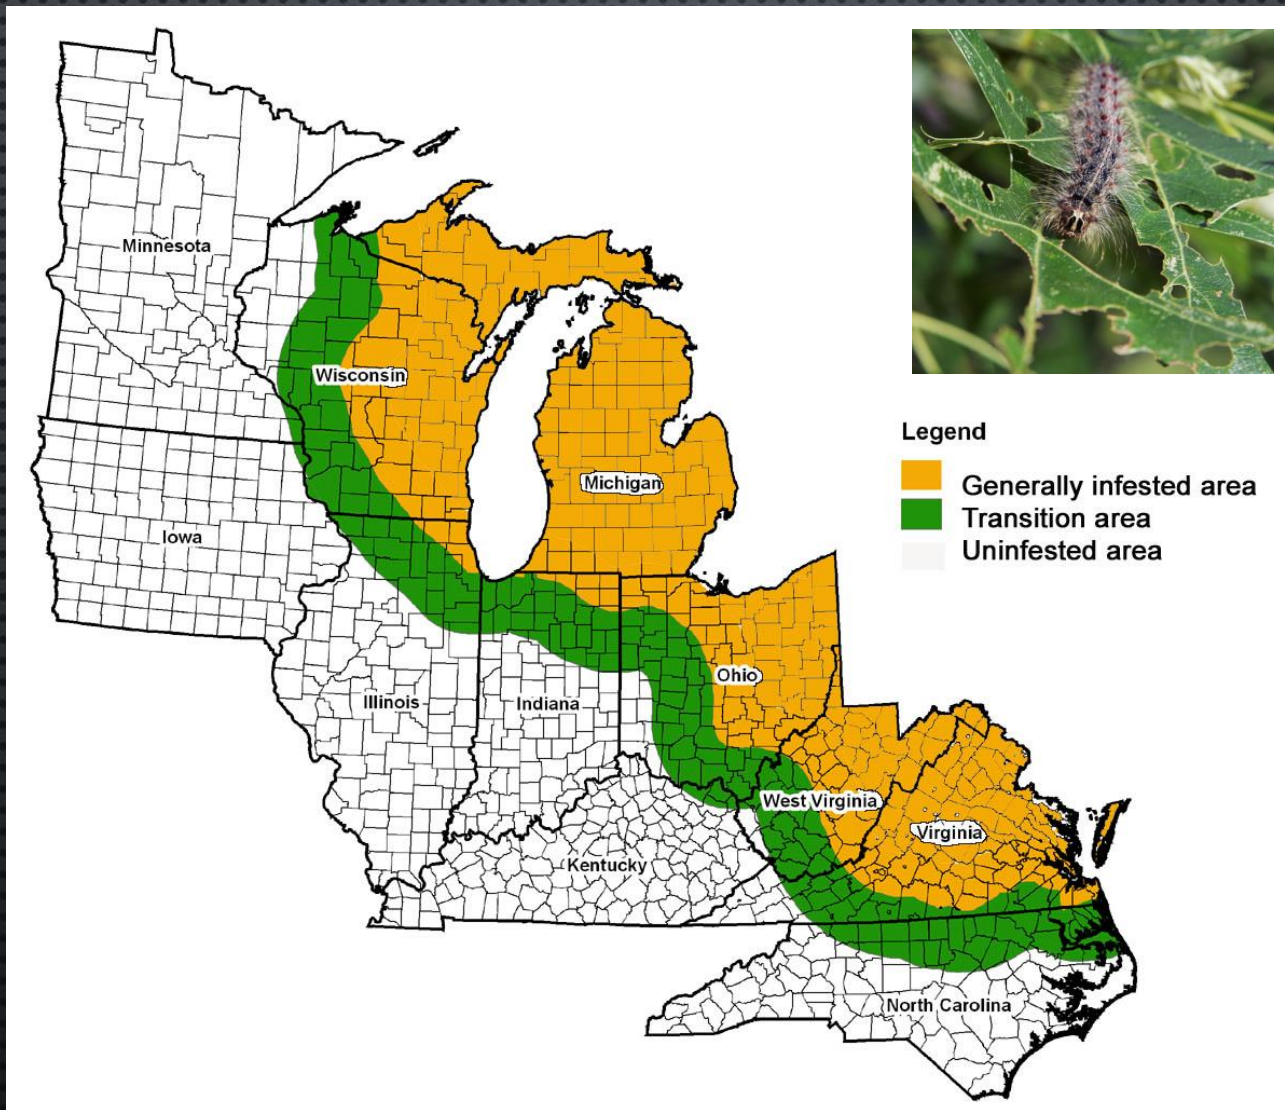 Minnesota
Wisconsin
Michigan
Iowa
Illinois
Indiana
Ohio
West Virginia
Virginia
Kentucky
North Carolina
Legend
Generally infested area
Transition area
Uninfested area